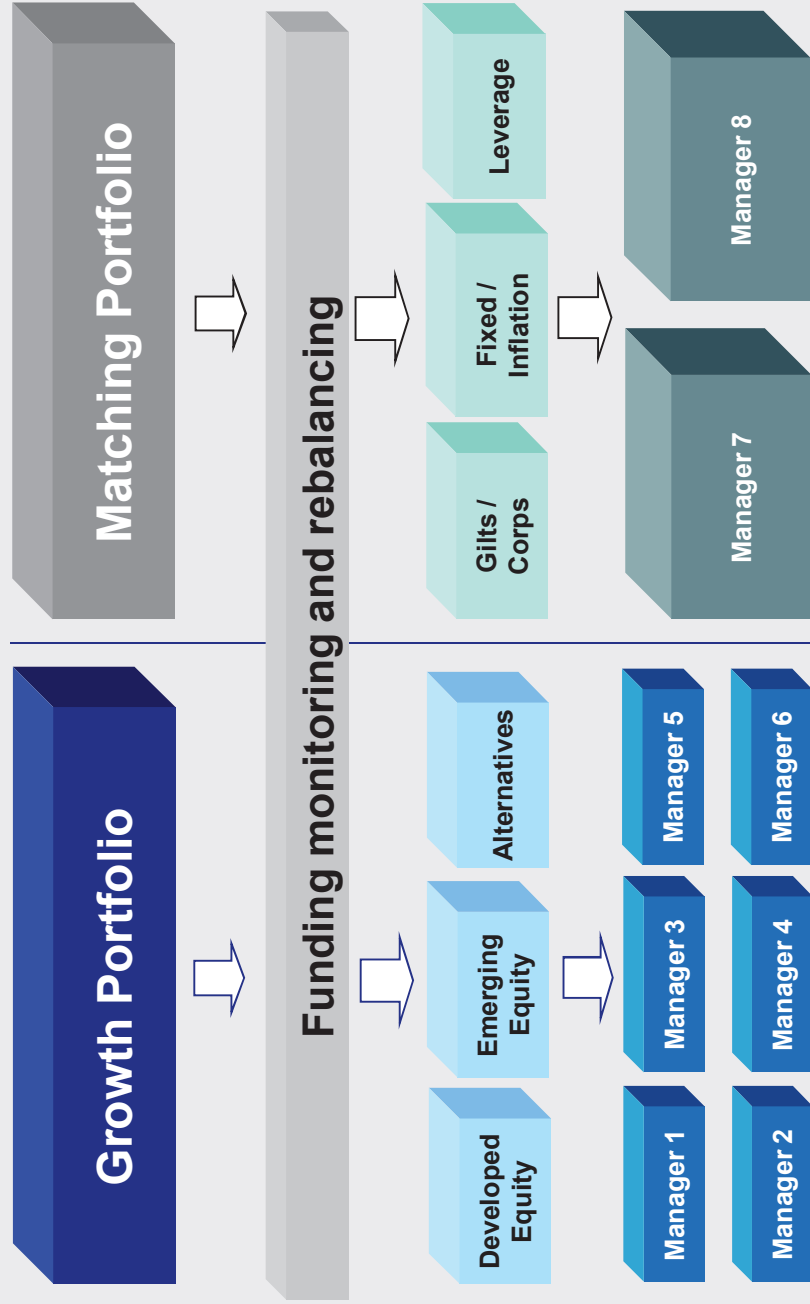 Growth Portfolio
Matching Portfolio
Funding monitoring and rebalancing
Developed
Equity
Emerging
Equity
Alternatives
Gilts /
Corps
Fixed /
Inflation
Leverage
Manager 1
Manager 3
Manager 5
Manager 2
Manager 4
Manager 6
Manager 7
Manager 8